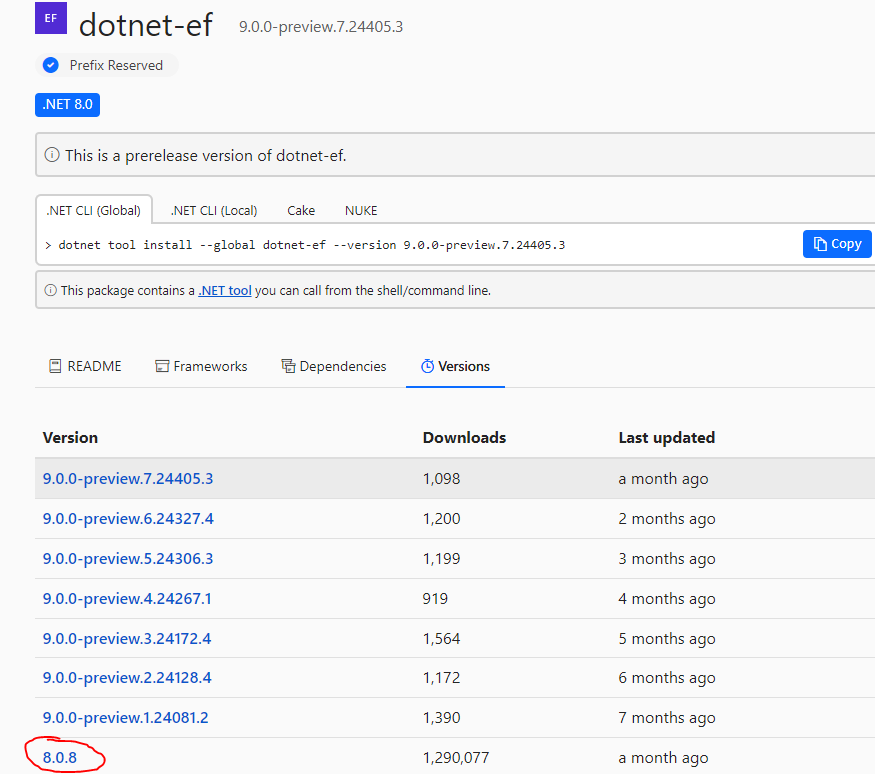 EF dotnet-ef 9.0.0-preview.7.24405.3
Prefix Reserved
.NET 8.0
This is a prerelease version of dotnet-ef.
.NET CLI (Global) .NET CLI (Local) Cake NUKE
> dotnet tool install --global dotnet-ef --version 9.0.0-preview.7.24405.3 Copy
This package contains a .NET tool you can call from the shell/command line.
README Frameworks Dependencies Versions
Version Downloads Last updated
9.0.0-preview.7.24405.3 1,098 a month ago
9.0.0-preview.6.24327.4 1,200 2 months ago
9.0.0-preview.5.24306.3 1,199 3 months ago
9.0.0-preview.4.24267.1 919 4 months ago
9.0.0-preview.3.24172.4 1,564 5 months ago
9.0.0-preview.2.24128.4 1,172 6 months ago
9.0.0-preview.1.24081.2 1,390 7 months ago
8.0.8 1,290,077 a month ago